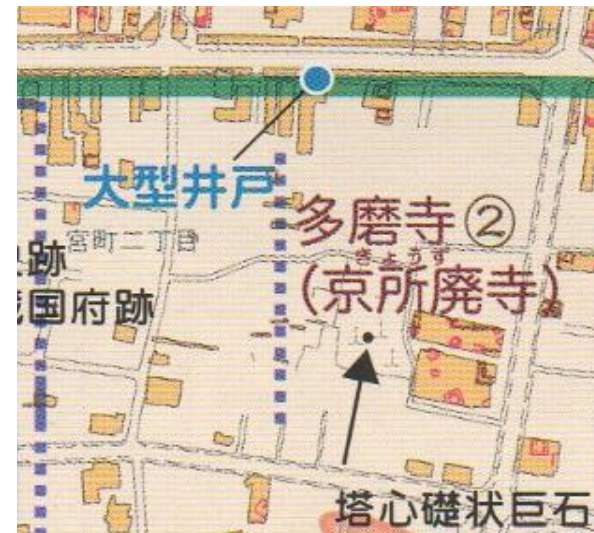 大型井戸
多磨寺②
きょうず
（京所廃寺）
宮町二丁目
跡
国府跡
塔心礎状巨石